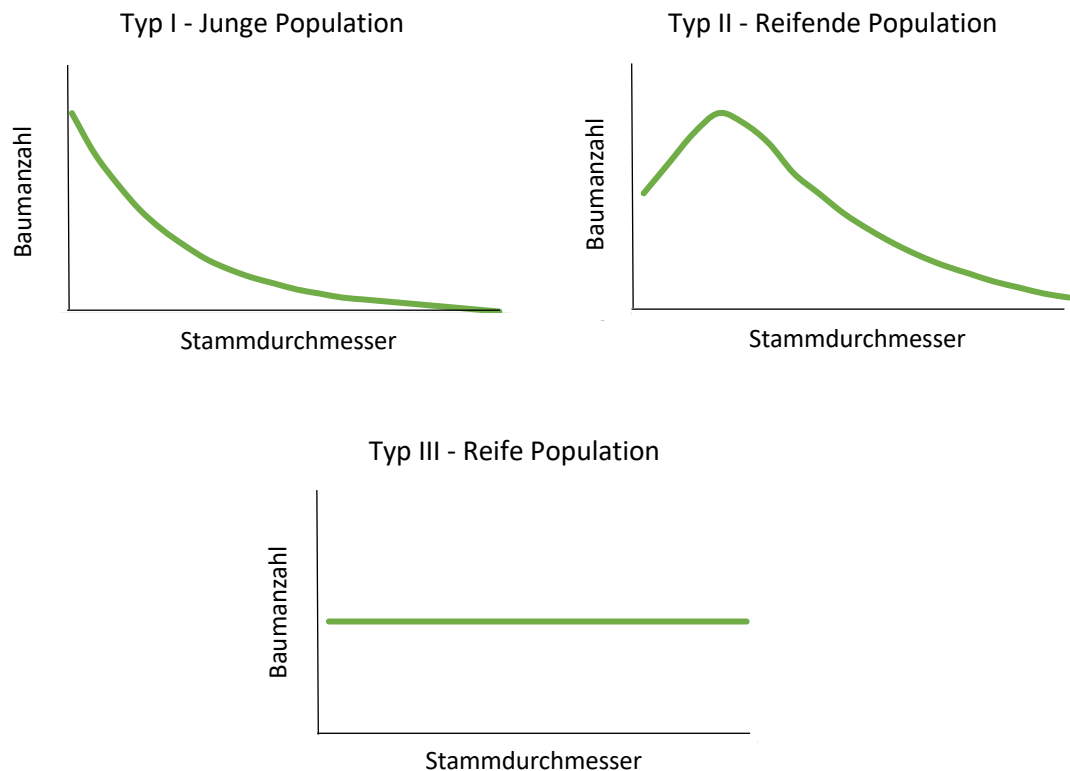 Typ I - Junge Population
Baumanzahl
Stammdurchmesser
Typ II - Reifende Population
Baumanzahl
Stammdurchmesser
Typ III - Reife Population
Baumanzahl
Stammdurchmesser